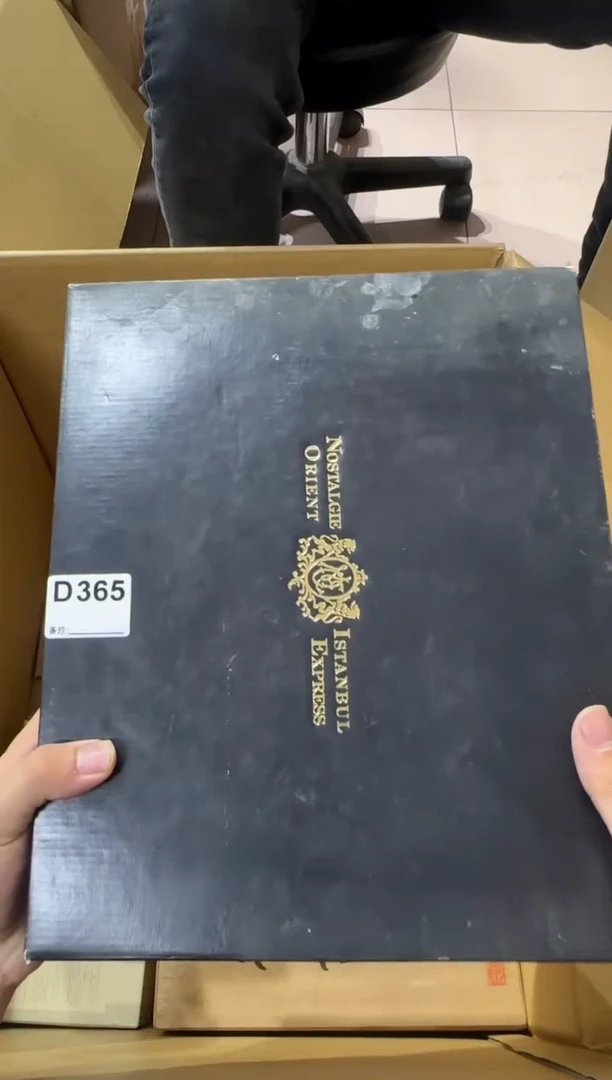 NOSTALGIE
ORIENT
ISTANBUL
EXPRESS
D365
备注: